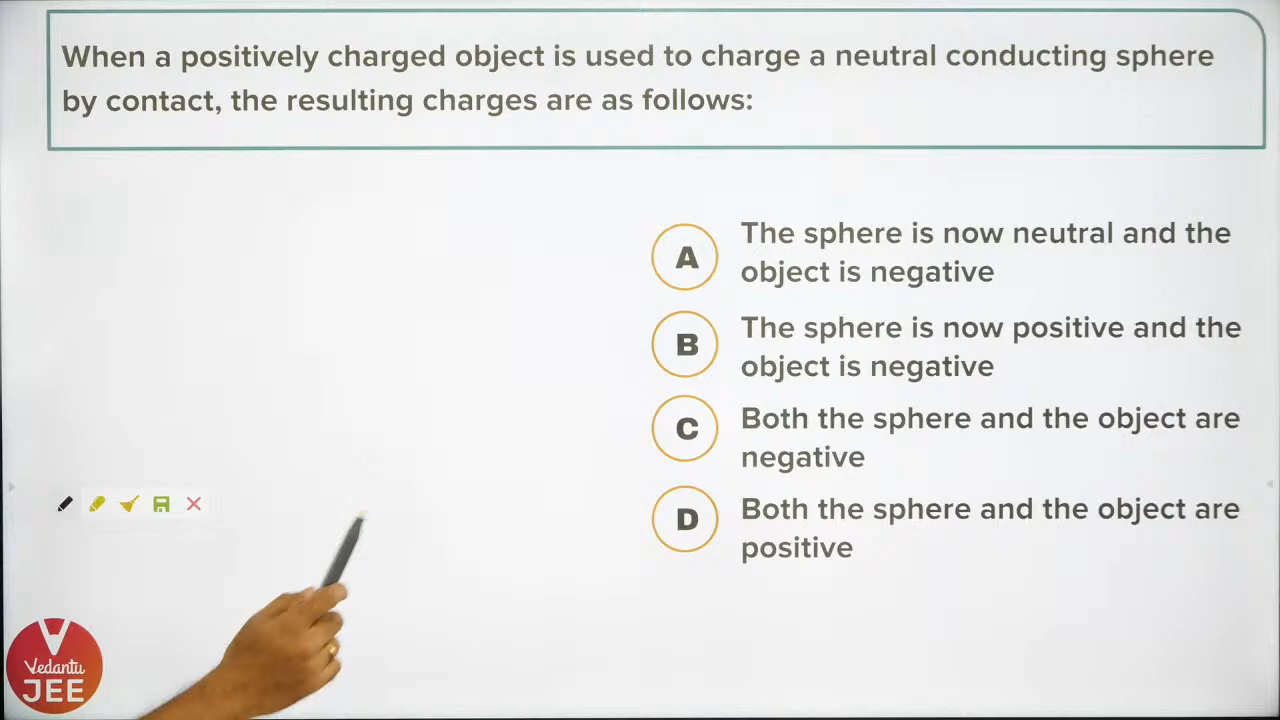 When a positively charged object is used to charge a neutral conducting sphere
by contact, the resulting charges are as follows:
A
The sphere is now neutral and the
object is negative
B
The sphere is now positive and the
object is negative
C
Both the sphere and the object are
negative
D
Both the sphere and the object are
positive
Vedantu
JEE